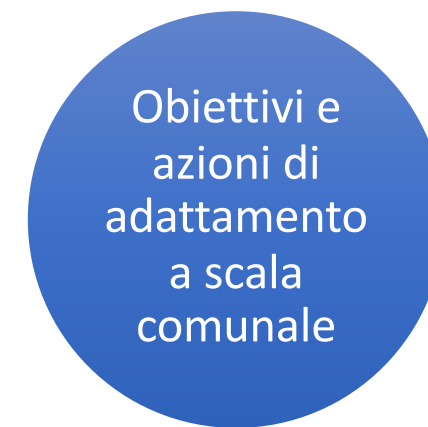 Obiettivi e
azioni di
adattamento
a scala
comunale